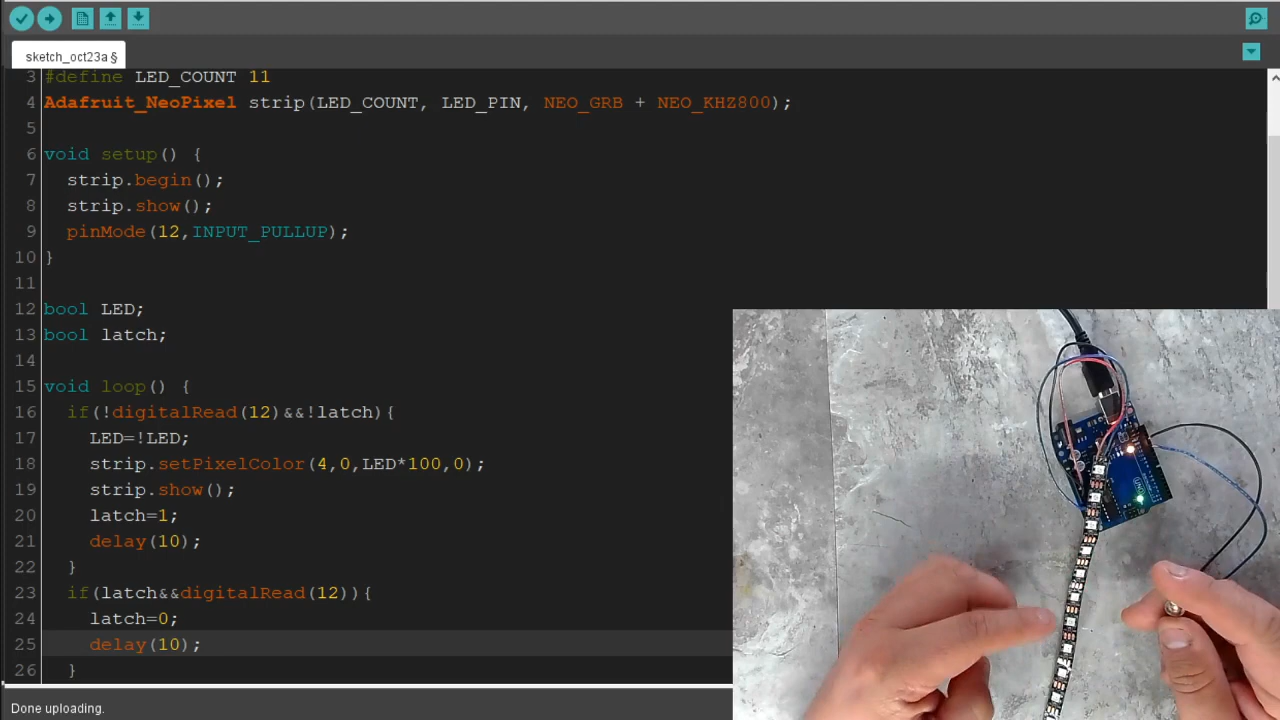 sketch_oct23a §
3 #define LED_COUNT 11
4 Adafruit_NeoPixel strip(LED_COUNT, LED_PIN, NEO_GRB + NEO_KHZ800);
5
6 void setup() {
7 strip.begin();
8 strip.show();
9 pinMode(12,INPUT_PULLUP);
10 }
11
12 bool LED;
13 bool latch;
14
15 void loop() {
16 if(!digitalRead(12)&&!latch){
17 LED=!LED;
18 strip.setPixelColor(4,0,LED*100,0);
19 strip.show();
20 latch=1;
21 delay(10);
22 }
23 if(latch&&digitalRead(12)){
24 latch=0;
25 delay(10);
26 }
Done uploading.
UNO